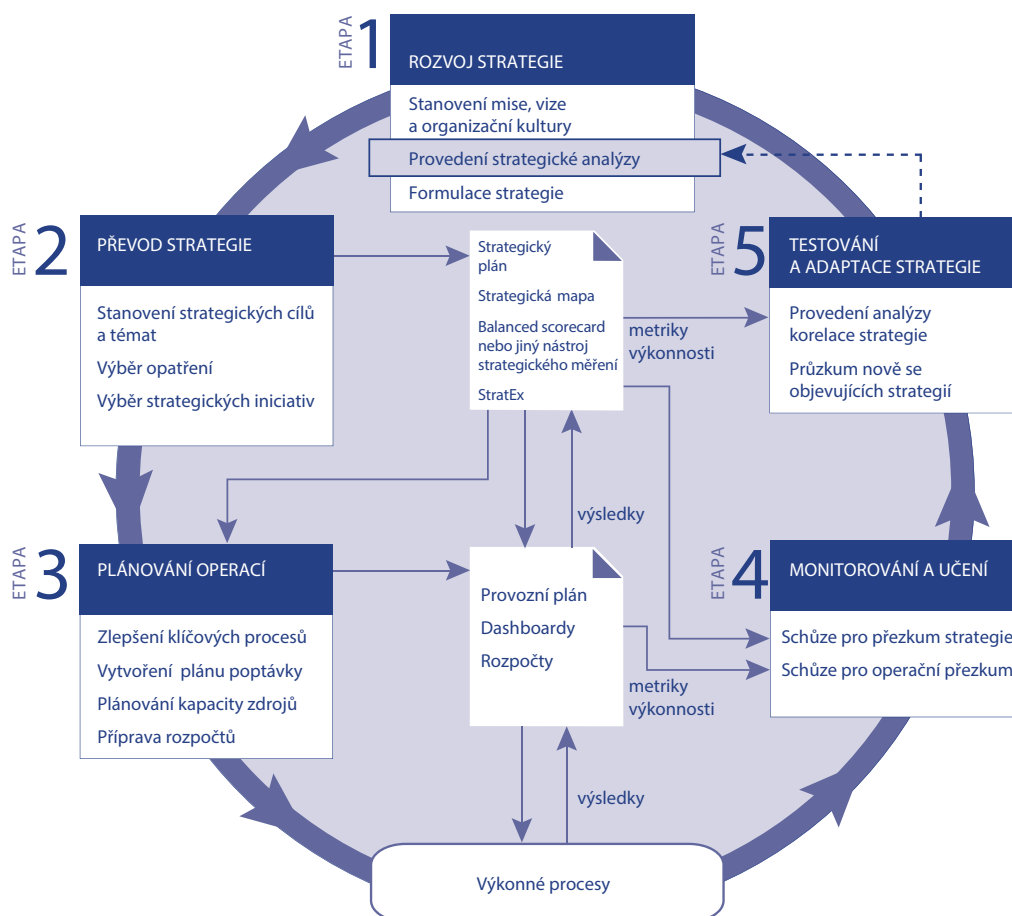 ETAPA 1
ROZVOJ STRATEGIE
Stanovení mise, vize
a organizační kultury
Provedení strategické analýzy
Formulace strategie
ETAPA 2
PŘEVOD STRATEGIE
Stanovení strategických cílů
a témat
Výběr opatření
Výběr strategických iniciativ
Strategický
plán
Strategická mapa
Balanced scorecard
nebo jiný nástroj
strategického měření
StratEx
metriky
výkonnosti
ETAPA 5
TESTOVÁNÍ
A ADAPTACE STRATEGIE
Provedení analýzy
korelace strategie
Průzkum nově se
objevujících strategií
výsledky
ETAPA 3
PLÁNOVÁNÍ OPERACÍ
Zlepšení klíčových procesů
Vytvoření plánu poptávky
Plánování kapacity zdrojů
Příprava rozpočtů
Provozní plán
Dashboardy
Rozpočty
metriky
výkonnosti
ETAPA 4
MONITOROVÁNÍ A UČENÍ
Schůze pro přezkum strategie
Schůze pro operační přezkum
výsledky
Výkonné procesy